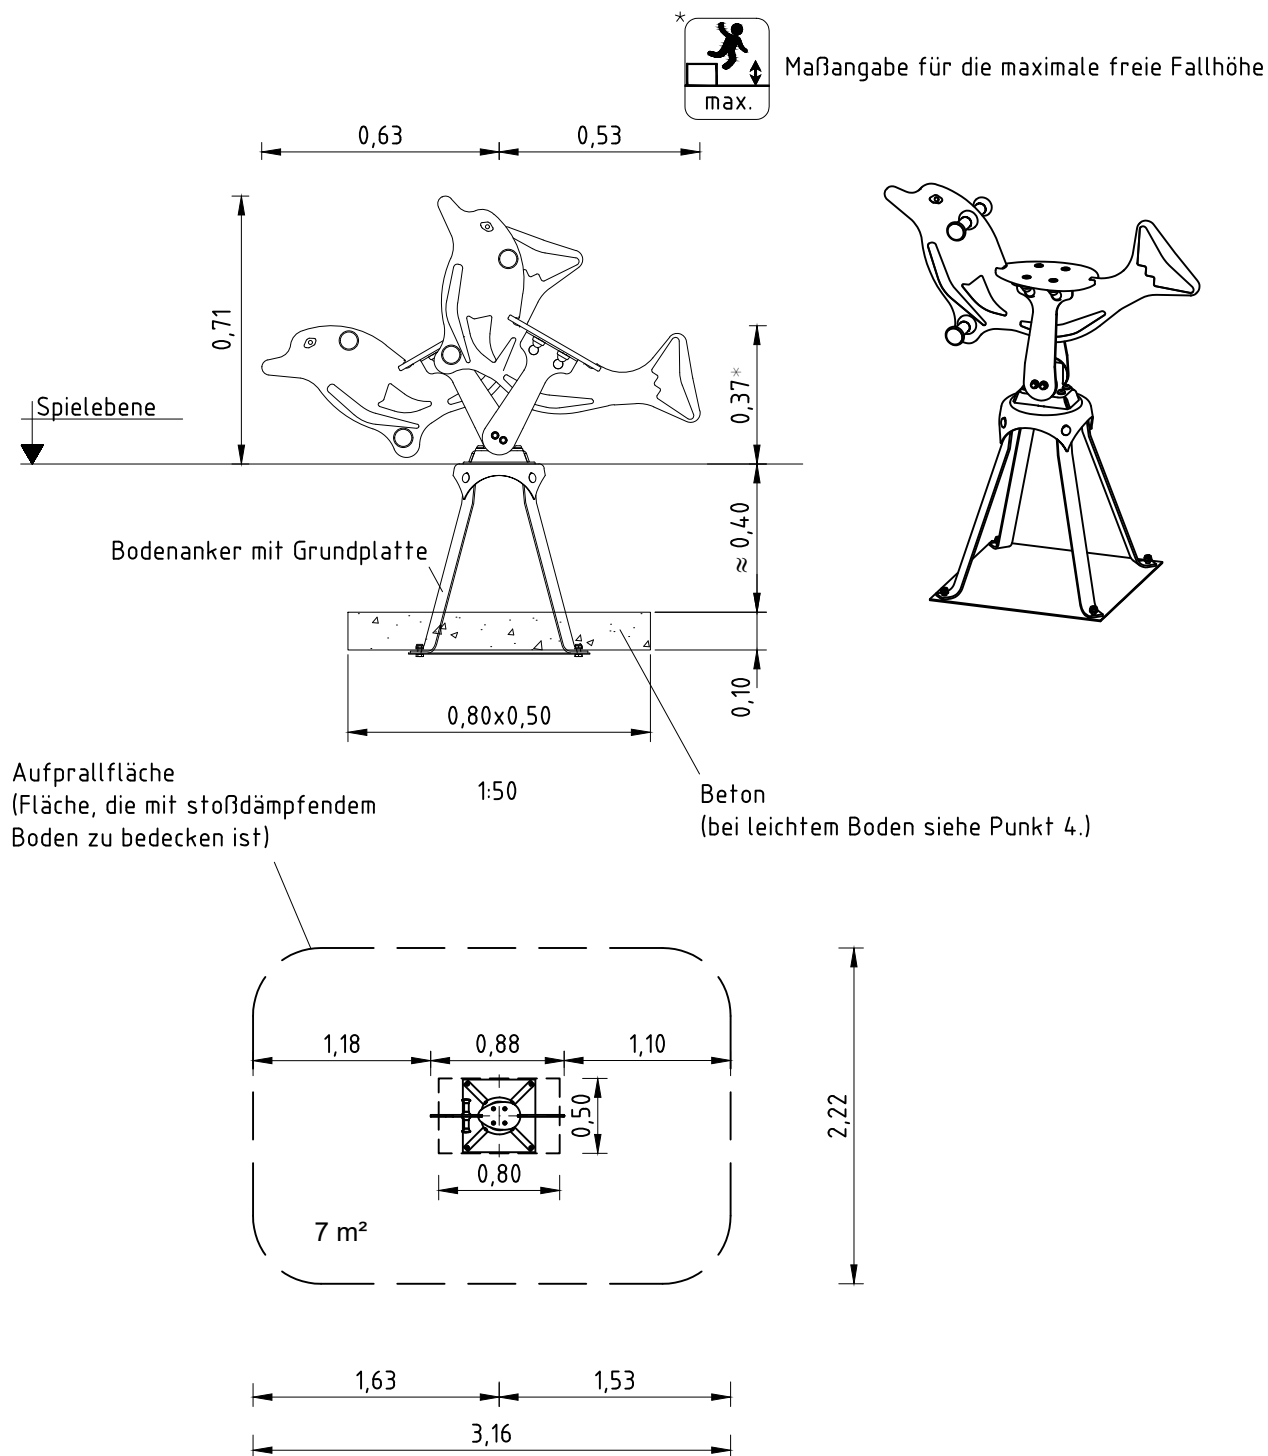 *
Maßangabe für die maximale freie Fallhöhe
max.
0,63
0,53
0,71
0,37*
Spielebene
≈ 0,40
Bodenanker mit Grundplatte
0,10
0,80x0,50
Aufprallfläche
(Fläche, die mit stoßdämpfendem
Boden zu bedecken ist)
1:50
Beton
(bei leichtem Boden siehe Punkt 4.)
1,18
0,88
1,10
0,50
2,22
0,80
7 m²
1,63
1,53
3,16